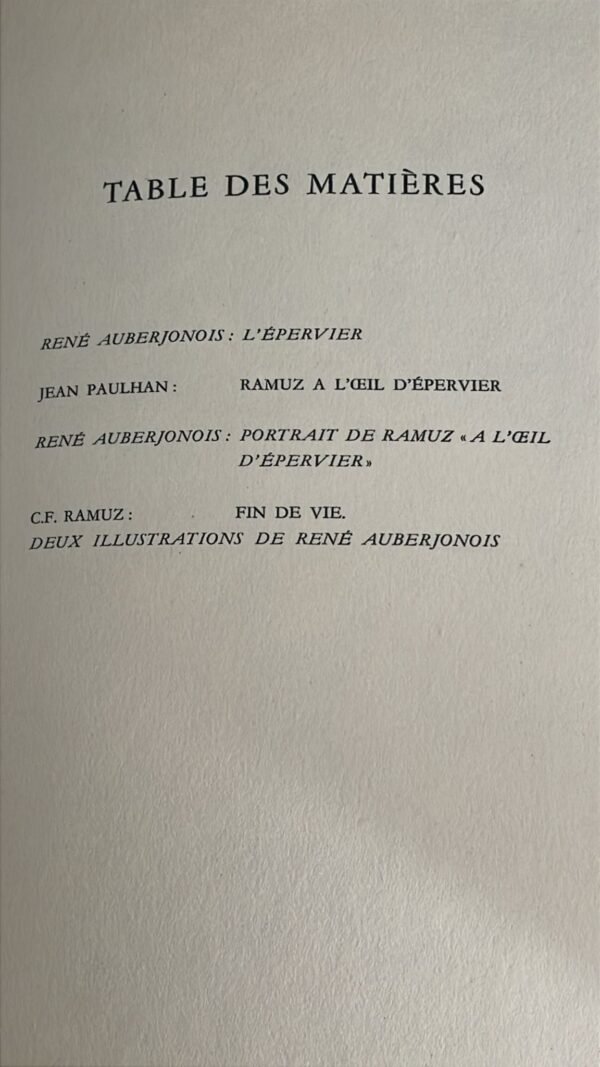 TABLE DES MATIÈRES
RENÉ AUBERJONOIS : L'ÉPERVIER
JEAN PAULHAN : RAMUZ A L'ŒIL D'ÉPERVIER
RENÉ AUBERJONOIS : PORTRAIT DE RAMUZ « A L'ŒIL
D'ÉPERVIER »
C.F. RAMUZ : FIN DE VIE.
DEUX ILLUSTRATIONS DE RENÉ AUBERJONOIS